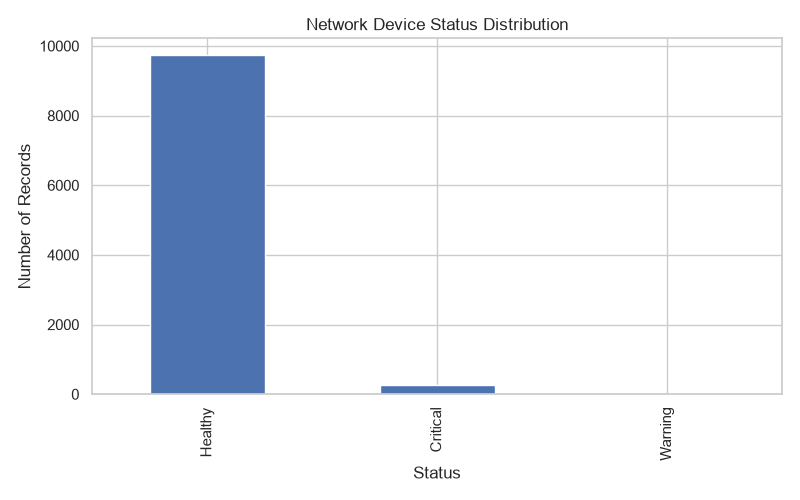 Network Device Status Distribution
Number of Records
10000
8000
6000
4000
2000
0
Healthy
Critical
Warning
Status